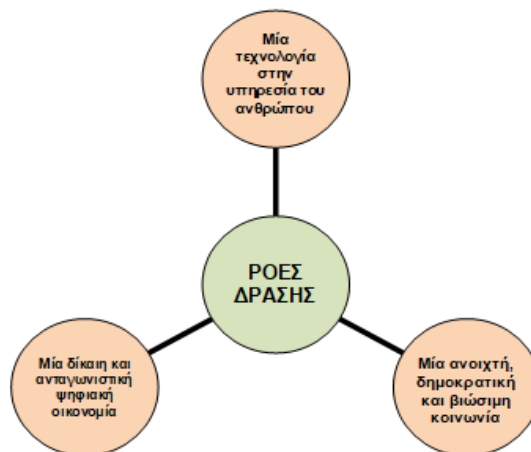 Μία
τεχνολογία
στην
υπηρεσία του
ανθρώπου
ΡΟΕΣ
ΔΡΑΣΗΣ
Μία δίκαιη και
ανταγωνιστική
ψηφιακή
οικονομία
Μία ανοιχτή,
δημοκρατική
και βιώσιμη
κοινωνία